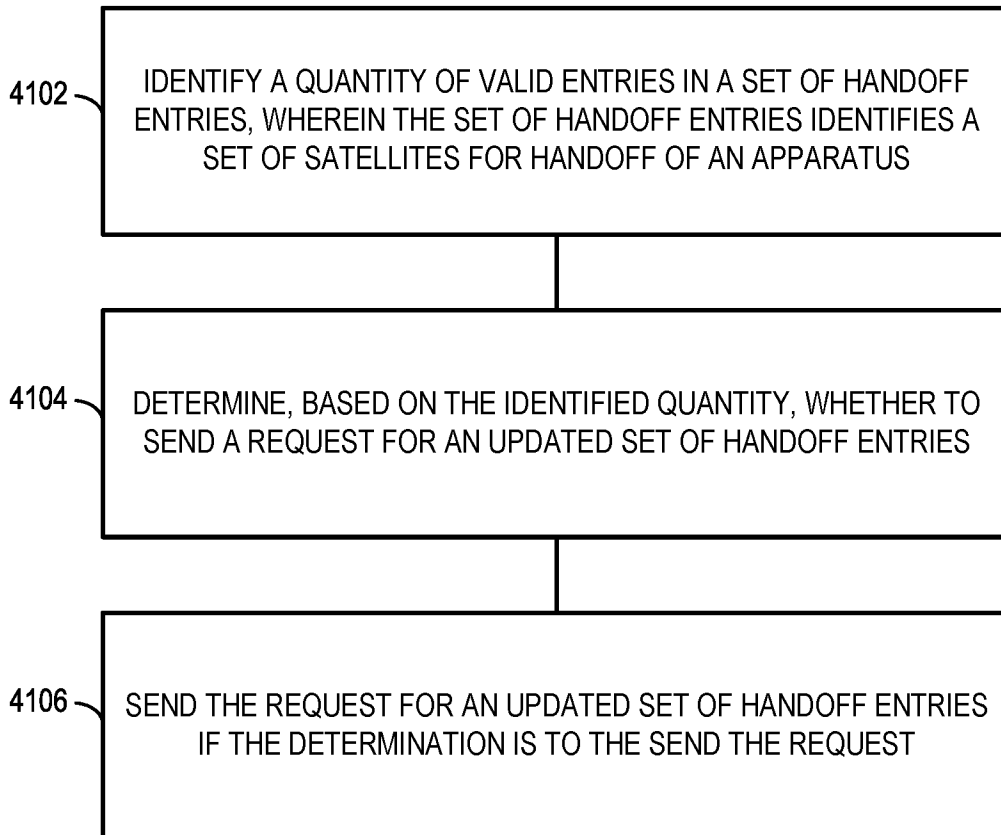 4102
IDENTIFY A QUANTITY OF VALID ENTRIES IN A SET OF HANDOFF
ENTRIES, WHEREIN THE SET OF HANDOFF ENTRIES IDENTIFIES A
SET OF SATELLITES FOR HANDOFF OF AN APPARATUS
4104
DETERMINE, BASED ON THE IDENTIFIED QUANTITY, WHETHER TO
SEND A REQUEST FOR AN UPDATED SET OF HANDOFF ENTRIES
4106
SEND THE REQUEST FOR AN UPDATED SET OF HANDOFF ENTRIES
IF THE DETERMINATION IS TO THE SEND THE REQUEST